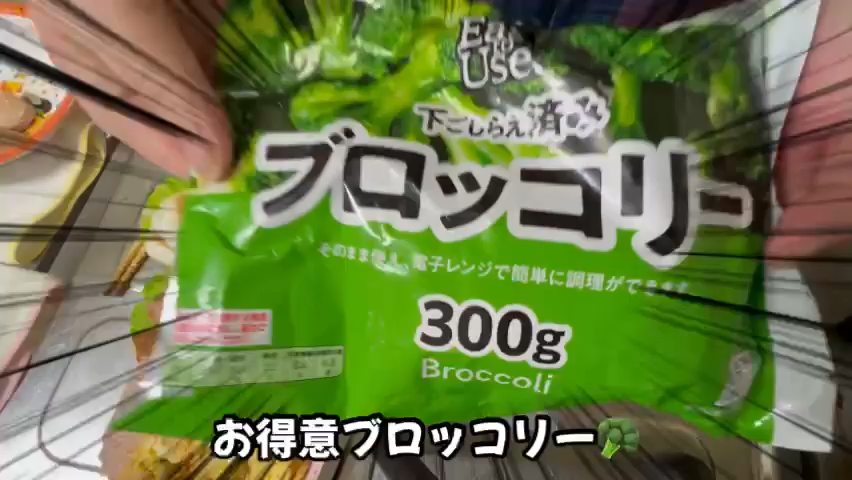 Easy
to
Use
下ごしらえ済み
ブロッコリー
そのまま使え、電子レンジで簡単に調理ができます
300g
Broccoli
お得意ブロッコリー🥦